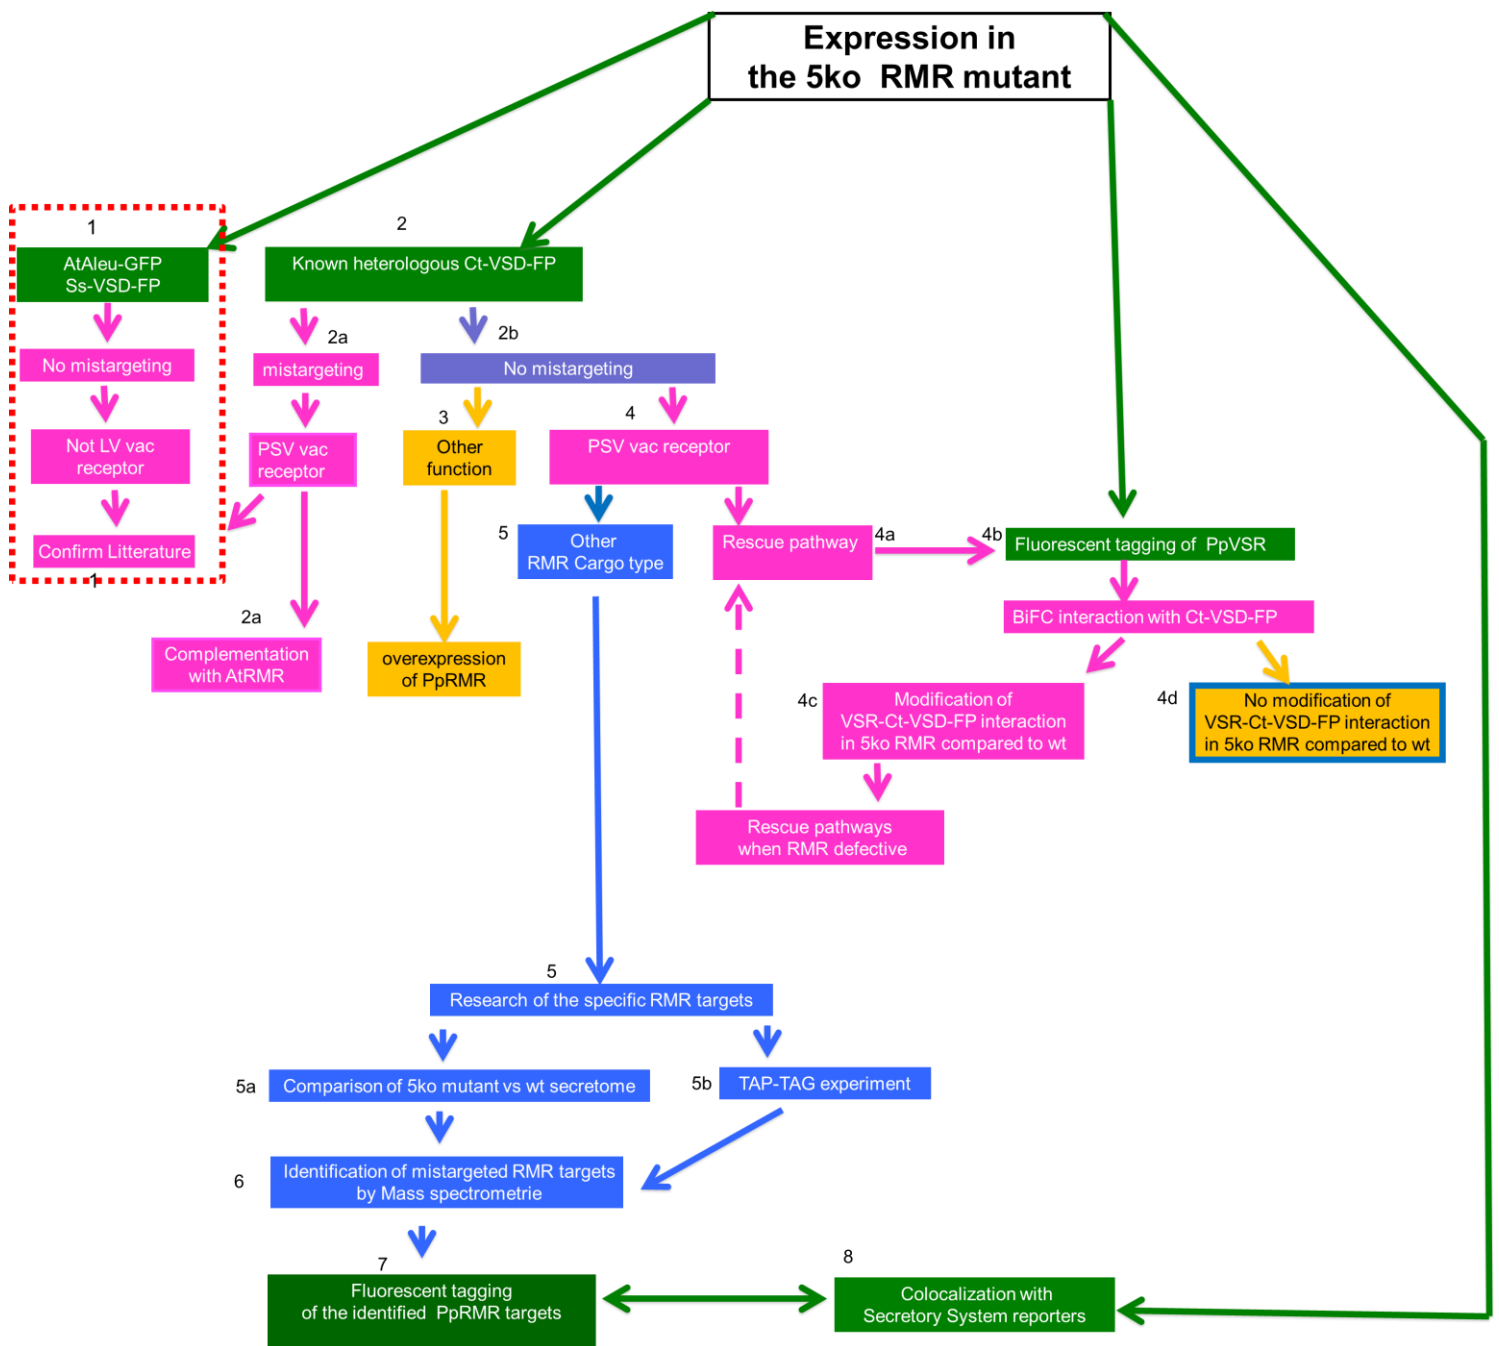 Expression in
the 5ko RMR mutant
1
AtAleu-GFP
Ss-VSD-FP
No mistargeting
Not LV vac
receptor
Confirm Litterature
1
2
Known heterologous Ct-VSD-FP
2a
mistargeting
PSV vac
receptor
2a
Complementation
with AtRMR
2b
No mistargeting
3
Other
function
overexpression
of PpRMR
4
PSV vac receptor
5
Other
RMR Cargo type
Rescue pathway
4a
4b
Fluorescent tagging of PpVSR
BiFC interaction with Ct-VSD-FP
4c
Modification of
VSR-Ct-VSD-FP interaction
in 5ko RMR compared to wt
4d
No modification of
VSR-Ct-VSD-FP interaction
in 5ko RMR compared to wt
Rescue pathways
when RMR defective
5
Research of the specific RMR targets
5a
Comparison of 5ko mutant vs wt secretome
5b
TAP-TAG experiment
6
Identification of mistargeted RMR targets
by Mass spectrometrie
7
Fluorescent tagging
of the identified PpRMR targets
8
Colocalization with
Secretory System reporters